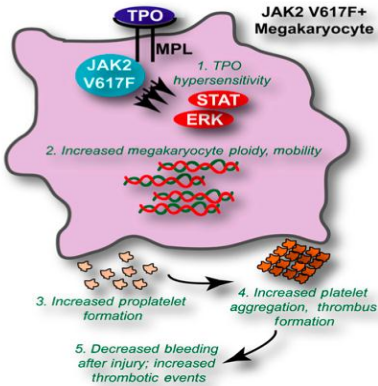 TPO
MPL
JAK2 V617F+
Megakaryocyte
JAK2
V617F
1. TPO
hypersensitivity
STAT
ERK
2. Increased megakaryocyte ploidy, mobility
3. Increased proplatelet
formation
4. Increased platelet
aggregation, thrombus
formation
5. Decreased bleeding
after injury; increased
thrombotic events